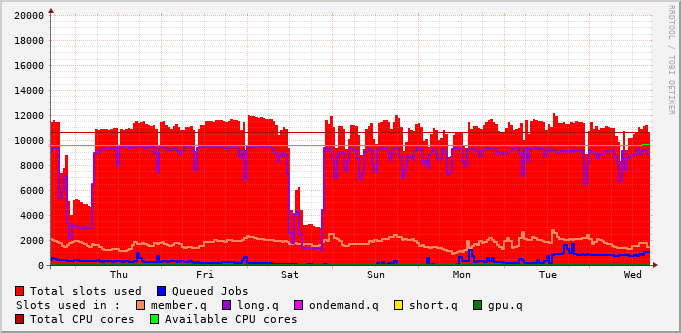 20000
18000
16000
14000
12000
10000
8000
6000
4000
2000
0
Thu Fri Sat Sun Mon Tue Wed
RRDTOOL / TOBI OETIKER
Total slots used Queued Jobs
Slots used in : member.q long.q ondemand.q short.q gpu.q
Total CPU cores Available CPU cores